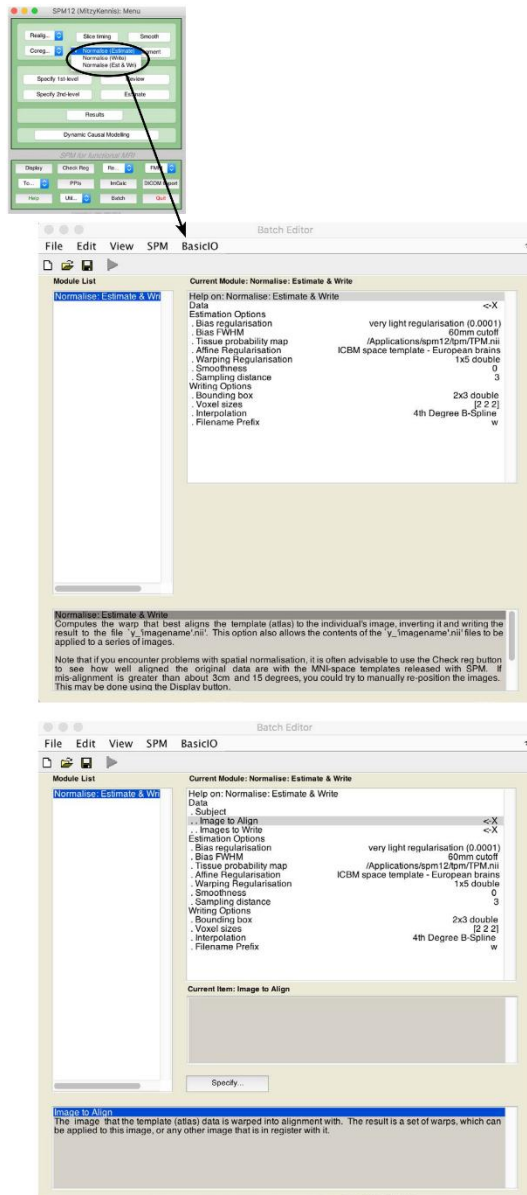 SPM12 (MitzyKennis): Menu
Realig...
Slice timing
Smooth
Coreg...
Normalise (Estimate)
Normalise (Write)
Normalise (Est & Wri)
Specify 1st-level
Review
Specify 2nd-level
Estimate
Results
Dynamic Causal Modelling
SPM for functional MRI
Display
Check Reg
Re...
FMRI
To...
PPIs
ImCalc
DICOM Import
Help
Util...
Batch
Quit
Batch Editor
File Edit View SPM BasicIO
Module List
Current Module: Normalise: Estimate & Write
Normalise: Estimate & Wri
Help on: Normalise: Estimate & Write
Data <-X
Estimation Options
. Bias regularisation very light regularisation (0.0001)
. Bias FWHM 60mm cutoff
. Tissue probability map /Applications/spm12/tpm/TPM.nii
. Affine Regularisation ICBM space template - European brains
. Warping Regularisation 1x5 double
. Smoothness 0
. Sampling distance 3
Writing Options
. Bounding box 2x3 double
. Voxel sizes [2 2 2]
. Interpolation 4th Degree B-Spline
. Filename Prefix w
Normalise: Estimate & Write
Computes the warp that best aligns the template (atlas) to the individual's image, inverting it and writing the
result to the file `y_'imagename'.nii'. This option also allows the contents of the `y_'imagename'.nii' files to be
applied to a series of images.
Note that if you encounter problems with spatial normalisation, it is often advisable to use the Check reg button
to see how well aligned the original data are with the MNI-space templates released with SPM. If
mis-alignment is greater than about 3cm and 15 degrees, you could try to manually re-position the images.
This may be done using the Display button.
Batch Editor
File Edit View SPM BasicIO
Module List
Current Module: Normalise: Estimate & Write
Normalise: Estimate & Wri
Help on: Normalise: Estimate & Write
Data
. Subject
. . Image to Align <-X
. . Images to Write <-X
Estimation Options
. Bias regularisation very light regularisation (0.0001)
. Bias FWHM 60mm cutoff
. Tissue probability map /Applications/spm12/tpm/TPM.nii
. Affine Regularisation ICBM space template - European brains
. Warping Regularisation 1x5 double
. Smoothness 0
. Sampling distance 3
Writing Options
. Bounding box 2x3 double
. Voxel sizes [2 2 2]
. Interpolation 4th Degree B-Spline
. Filename Prefix w
Current Item: Image to Align
Specify...
Image to Align
The image that the template (atlas) data is warped into alignment with. The result is a set of warps, which can
be applied to this image, or any other image that is in register with it.